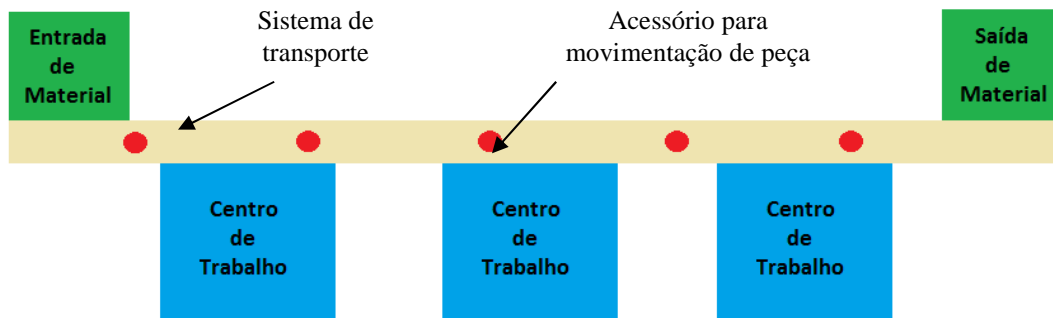 Sistema de
transporte
Acessório para
movimentação de peça
Entrada
de
Material
Saída
de
Material
Centro
de
Trabalho
Centro
de
Trabalho
Centro
de
Trabalho